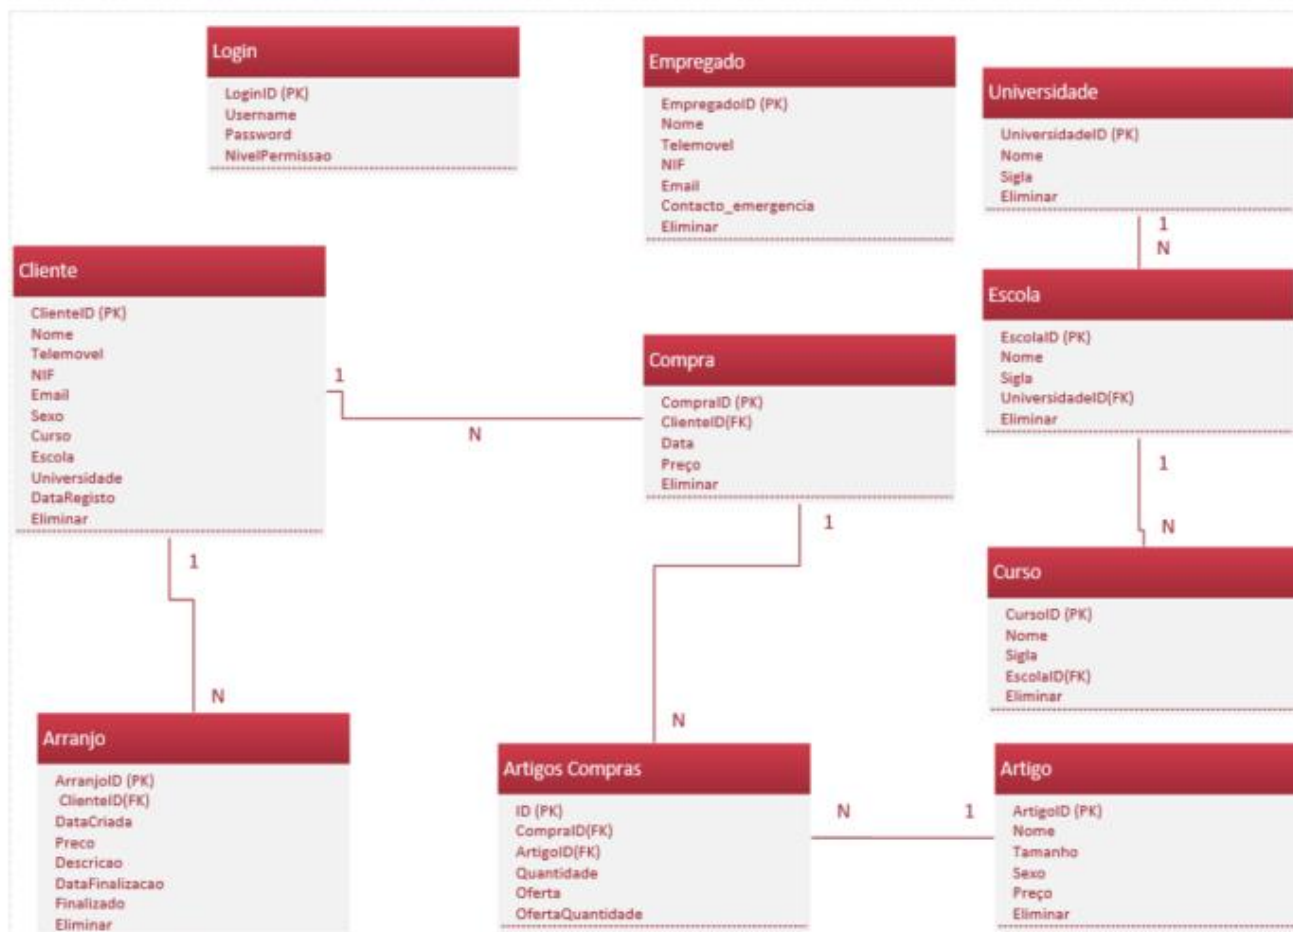 Login
LoginID (PK)
Username
Password
NivelPermissao
Empregado
EmpregadoID (PK)
Nome
Telemovel
NIF
Email
Contacto_emergencia
Eliminar
Universidade
UniversidadeID (PK)
Nome
Sigla
Eliminar
1
N
Cliente
ClienteID (PK)
Nome
Telemovel
NIF
Email
Sexo
Curso
Escola
Universidade
DataRegisto
Eliminar
1
N
Compra
CompraID (PK)
ClienteID(FK)
Data
Preço
Eliminar
Escola
EscolaID (PK)
Nome
Sigla
UniversidadeID(FK)
Eliminar
1
N
1
N
1
N
Curso
CursoID (PK)
Nome
Sigla
EscolaID(FK)
Eliminar
Arranjo
ArranjoID (PK)
ClienteID(FK)
DataCriada
Preco
Descricao
DataFinalizacao
Finalizado
Eliminar
Artigos Compras
ID (PK)
CompraID(FK)
ArtigoID(FK)
Quantidade
Oferta
OfertaQuantidade
N
1
Artigo
ArtigoID (PK)
Nome
Tamanho
Sexo
Preço
Eliminar